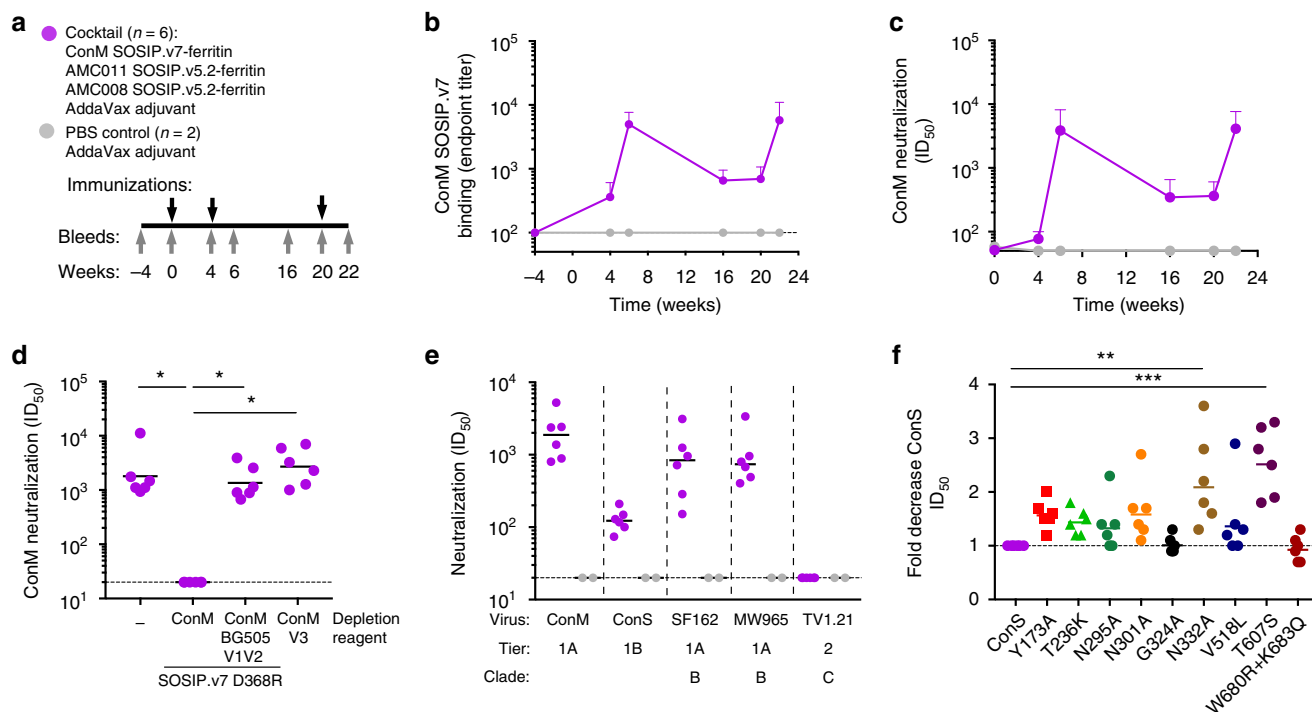 a
Cocktail (n = 6)
ConM SOSIP.v7-ferritin
AMC011 SOSIP.v5.2-ferritin
AMC008 SOSIP.v5.2-ferritin
AddaVax adjuvant
PBS control (n = 2)
AddaVax adjuvant
Immunizations:
Bleeds:
Weeks: –4 0 4 6 16 20 22
b
ConM SOSIP.v7
binding (endpoint titer)
10^5
10^4
10^3
10^2
–4 0 4 8 12 16 20 24
Time (weeks)
c
ConM neutralization
(ID50)
10^5
10^4
10^3
10^2
0 4 8 12 16 20 24
Time (weeks)
d
ConM neutralization (ID50)
10^5
10^4
10^3
10^2
10^1
* *
*
– ConM ConM ConM Depletion
BG505 V3 reagent
V1V2
SOSIP.v7 D368R
e
Neutralization (ID50)
10^4
10^3
10^2
10^1
Virus: ConM ConS SF162 MW965 TV1.21
Tier: 1A 1B 1A 1A 2
Clade: B B C
f
Fold decrease ConS
ID50
**
***
4
3
2
1
0
ConS Y173A T236K N295A N301A G324A N332A V518L T607S W680R+K683Q